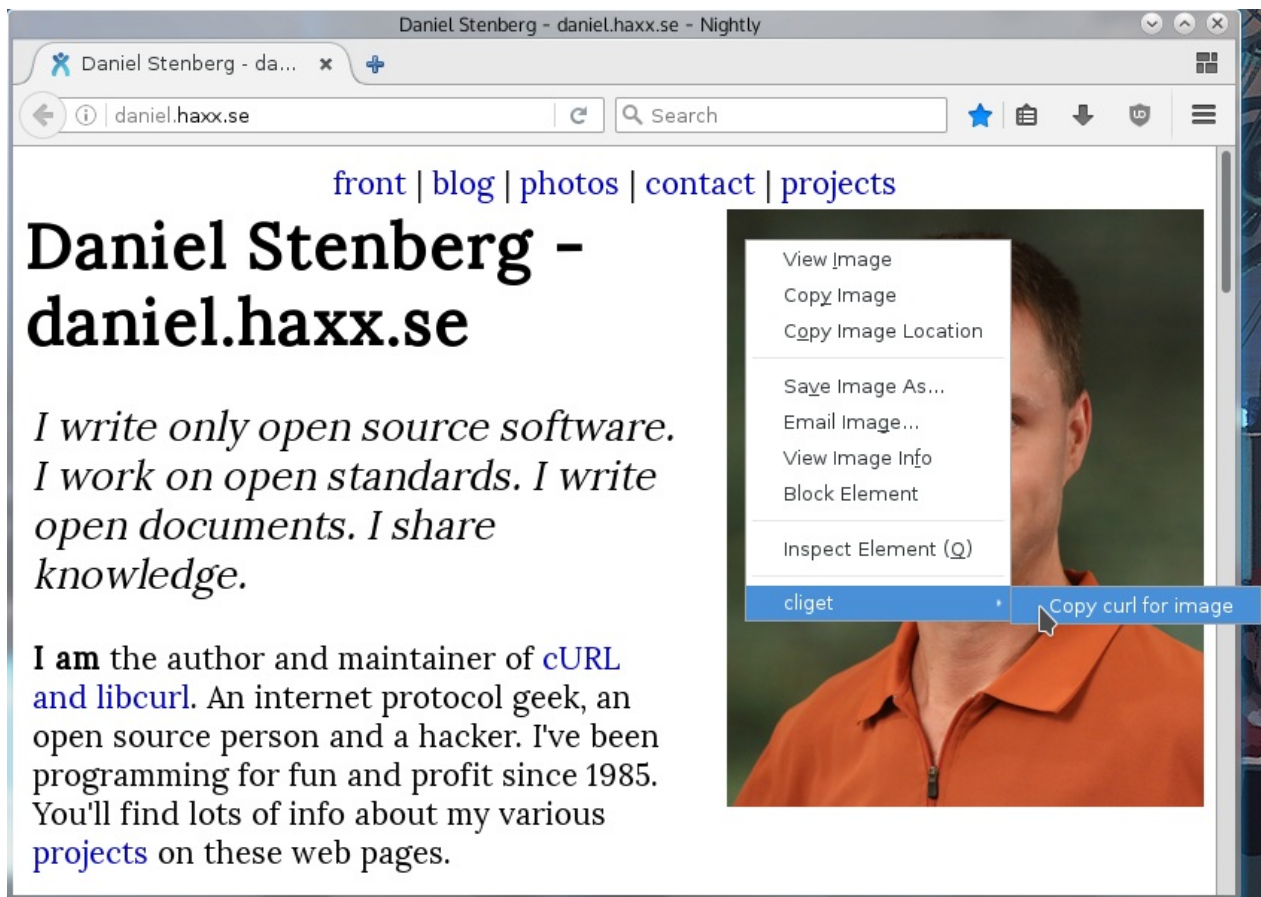 Daniel Stenberg - daniel.haxx.se - Nightly
Daniel Stenberg - da...
daniel.haxx.se
Search
front | blog | photos | contact | projects
Daniel Stenberg -
daniel.haxx.se
I write only open source software.
I work on open standards. I write
open documents. I share
knowledge.
I am the author and maintainer of cURL
and libcurl. An internet protocol geek, an
open source person and a hacker. I've been
programming for fun and profit since 1985.
You'll find lots of info about my various
projects on these web pages.
View Image
Copy Image
Copy Image Location
Save Image As...
Email Image...
View Image Info
Block Element
Inspect Element (Q)
cliget
Copy curl for image